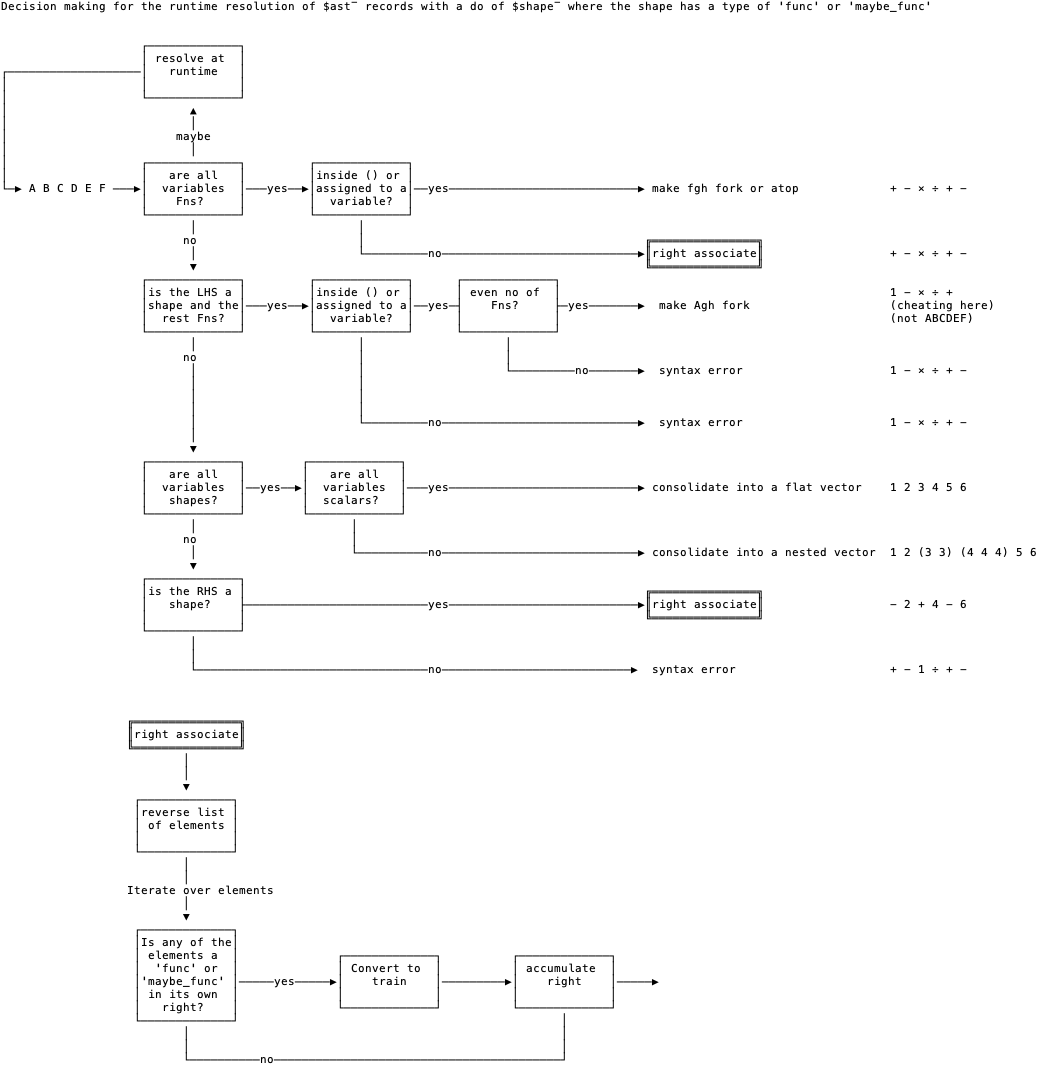 Decision making for the runtime resolution of $ast¯ records with a do of $shape¯ where the shape has a type of 'func' or 'maybe_func'
resolve at
runtime
maybe
A B C D E F
are all
variables
Fns?
yes
inside () or
assigned to a
variable?
yes
make fgh fork or atop
+ − × ÷ + −
no
no
right associate
+ − × ÷ + −
is the LHS a
shape and the
rest Fns?
yes
inside () or
assigned to a
variable?
yes
even no of
Fns?
yes
make Agh fork
1 − × ÷ +
(cheating here)
(not ABCDEF)
no
no
syntax error
1 − × ÷ + −
no
syntax error
1 − × ÷ + −
are all
variables
shapes?
yes
are all
variables
scalars?
yes
consolidate into a flat vector
1 2 3 4 5 6
no
no
consolidate into a nested vector
1 2 (3 3) (4 4 4) 5 6
is the RHS a
shape?
yes
right associate
− 2 + 4 − 6
no
syntax error
+ − 1 ÷ + −
right associate
reverse list
of elements
Iterate over elements
Is any of the
elements a
'func' or
'maybe_func'
in its own
right?
yes
Convert to
train
accumulate
right
no